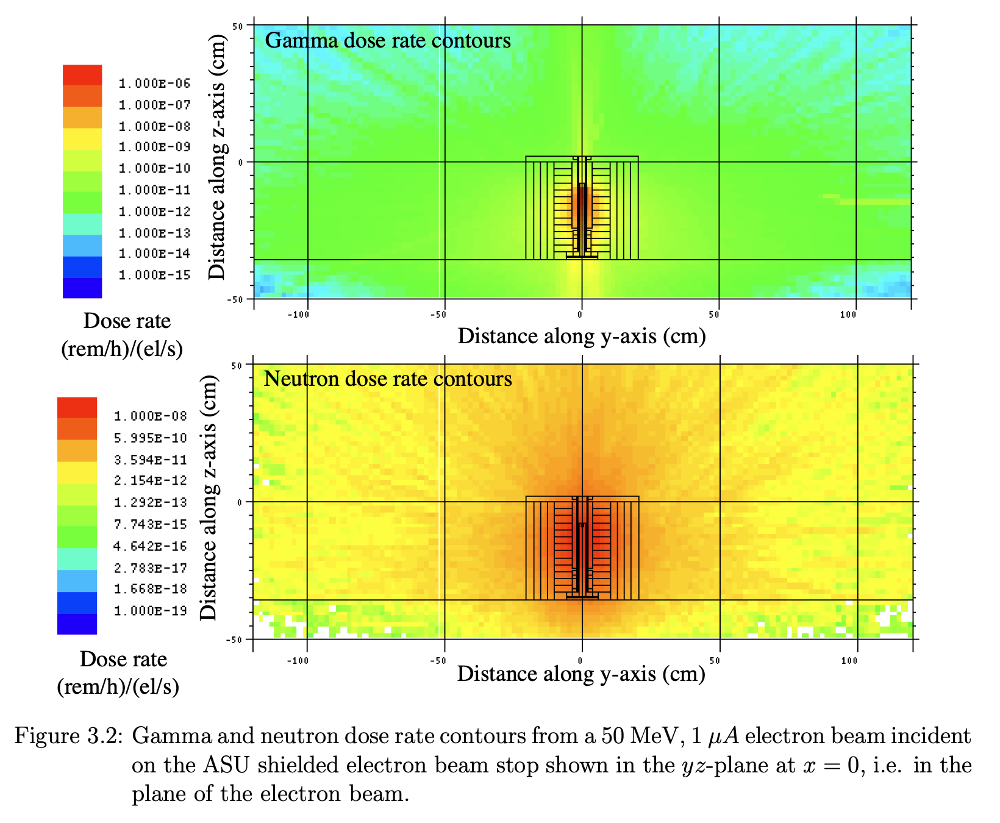 Gamma dose rate contours
50
0
-50
Distance along z-axis (cm)
1.000E-06
1.000E-07
1.000E-08
1.000E-09
1.000E-10
1.000E-11
1.000E-12
1.000E-13
1.000E-14
1.000E-15
Dose rate
(rem/h)/(el/s)
-100 -50 0 50 100
Distance along y-axis (cm)
Neutron dose rate contours
50
0
-50
Distance along z-axis (cm)
1.000E-08
5.995E-10
3.594E-11
2.154E-12
1.292E-13
7.743E-15
4.642E-16
2.783E-17
1.668E-18
1.000E-19
Dose rate
(rem/h)/(el/s)
-100 -50 0 50 100
Distance along y-axis (cm)
Figure 3.2: Gamma and neutron dose rate contours from a 50 MeV, 1 μA electron beam incident
on the ASU shielded electron beam stop shown in the yz-plane at x = 0, i.e. in the
plane of the electron beam.